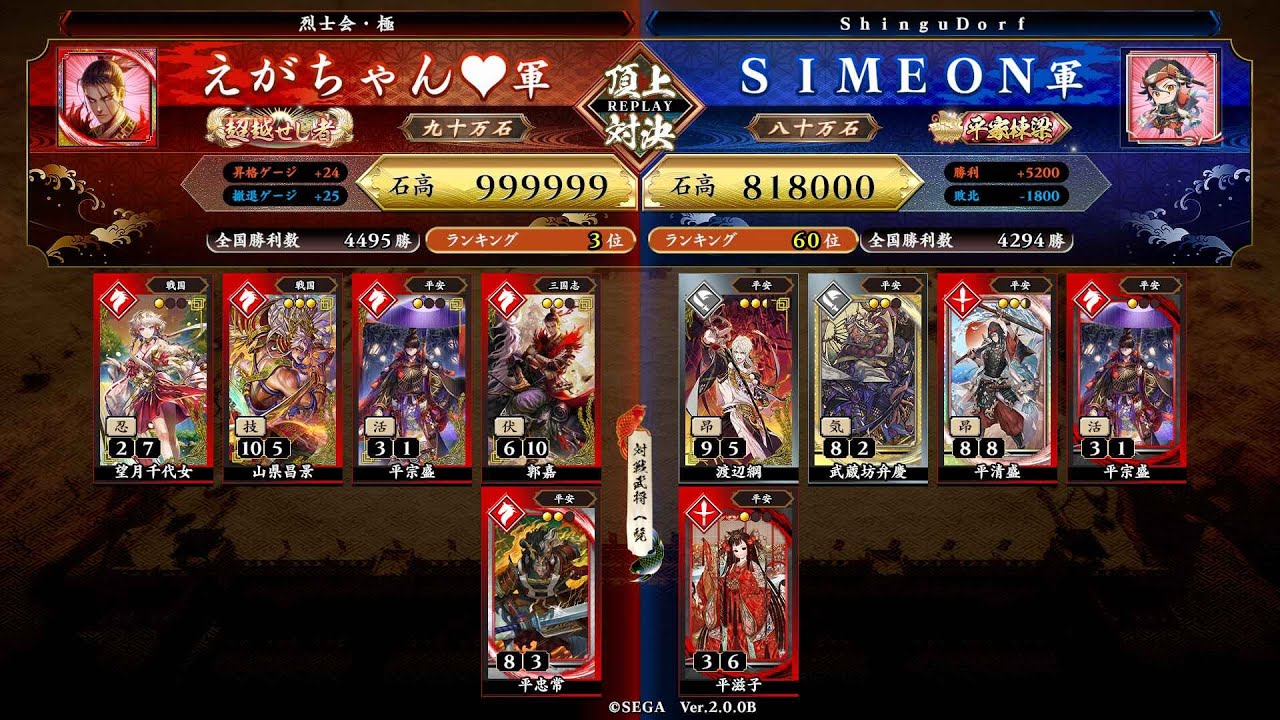 烈士会・極
ShinguDorf
えがちゃん♥軍
頂上
REPLAY
対決
SIMEON軍
超越せし者
九十万石
八十万石
平家棟梁
昇格ゲージ +24
撤退ゲージ +25
石高 999999
石高 818000
勝利 +5200
敗北 -1800
全国勝利数 4495勝
ランキング 3位
ランキング 60位
全国勝利数 4294勝
戦国
忍
2 7
望月千代女
戦国
技
10 5
山県昌景
平安
活
3 1
平宗盛
三国志
伏
6 10
郭嘉
平安
昂
9 5
渡辺綱
平安
気
8 2
武蔵坊弁慶
平安
昂
8 8
平清盛
平安
活
3 1
平宗盛
対戦武将一覧
平安
8 3
平忠常
平安
3 6
平滋子
©SEGA Ver.2.0.0B